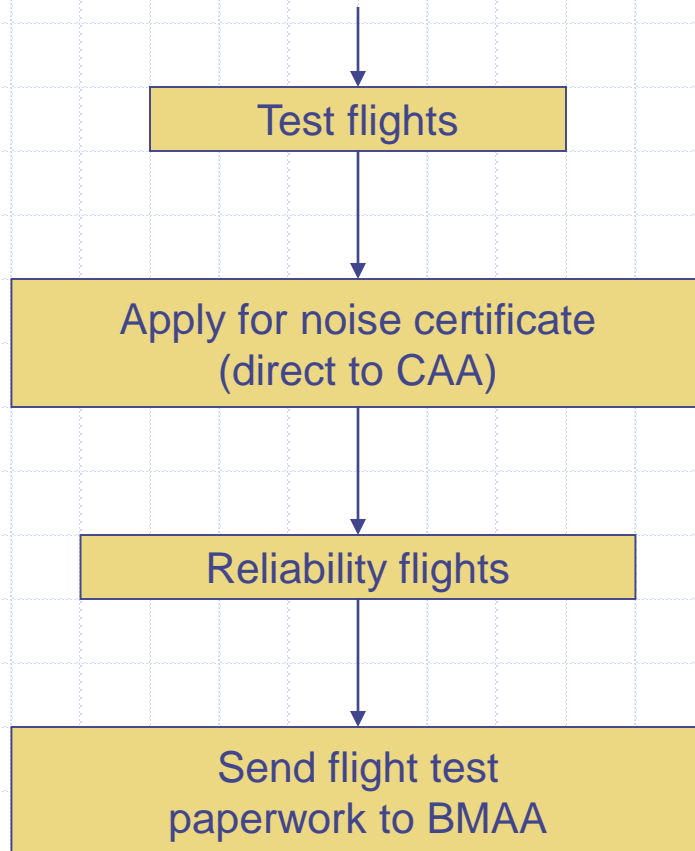 Test flights
Apply for noise certificate
(direct to CAA)
Reliability flights
Send flight test
paperwork to BMAA